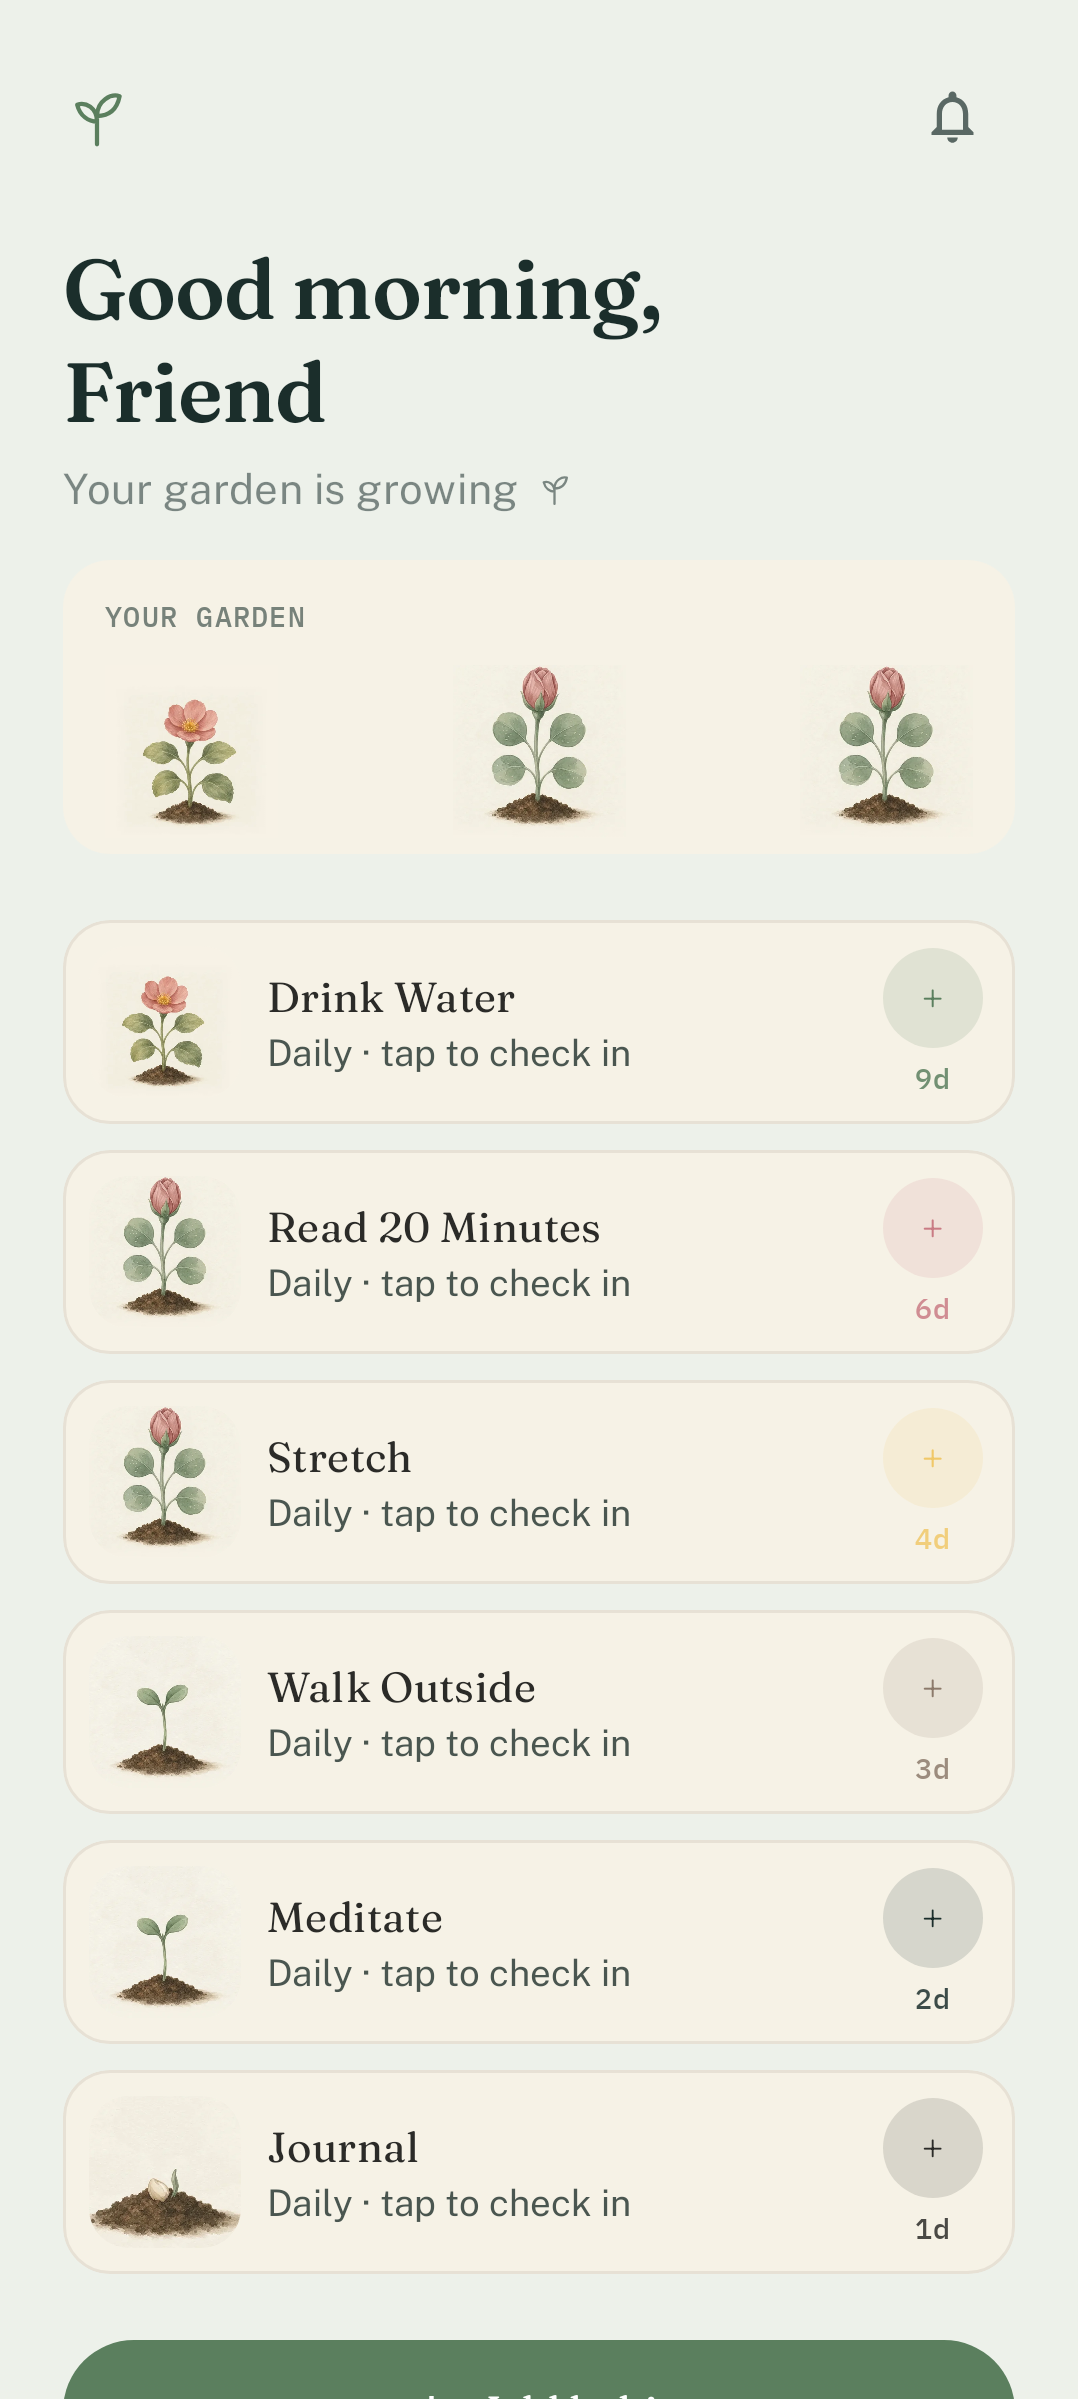 Good morning,
Friend
Your garden is growing
YOUR GARDEN
Drink Water
Daily · tap to check in
+
9d
Read 20 Minutes
Daily · tap to check in
+
6d
Stretch
Daily · tap to check in
+
4d
Walk Outside
Daily · tap to check in
+
3d
Meditate
Daily · tap to check in
+
2d
Journal
Daily · tap to check in
+
1d